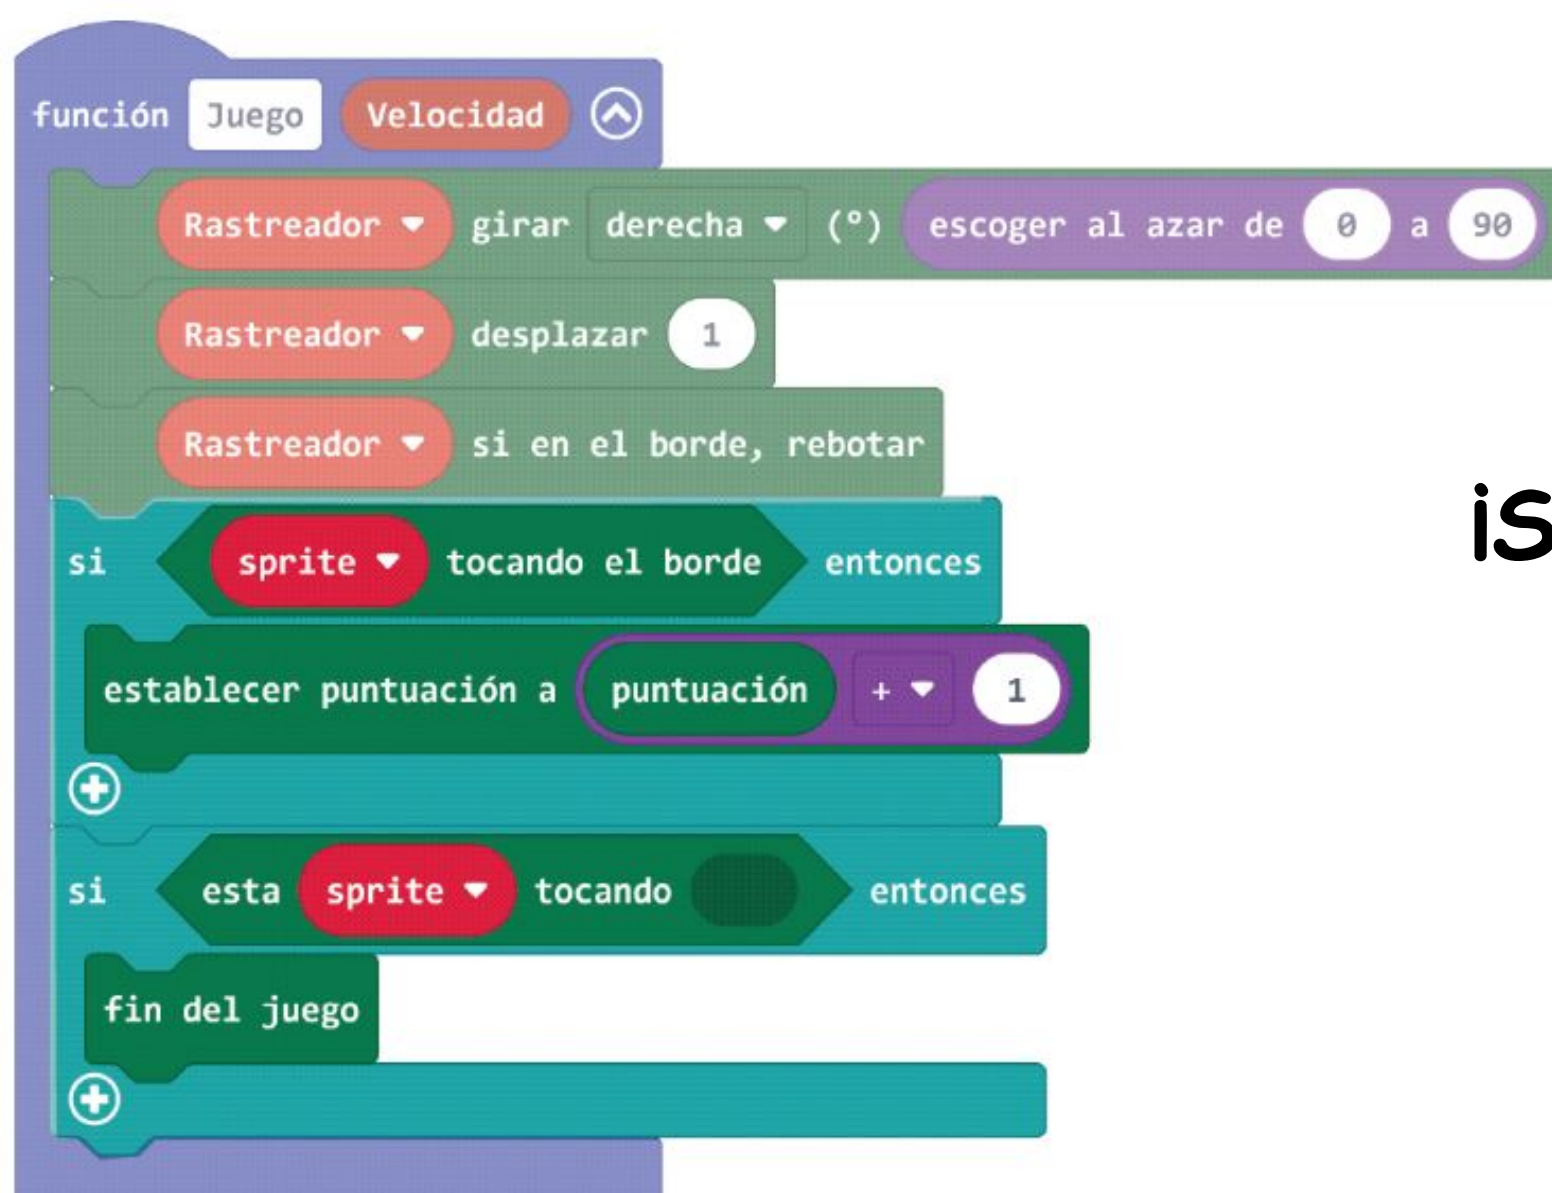 función Juego Velocidad
Rastreador girar derecha (°) escoger al azar de 0 a 90
Rastreador desplazar 1
Rastreador si en el borde, rebotar
si sprite tocando el borde entonces
establecer puntuación a puntuación + 1
si esta sprite tocando entonces
fin del juego